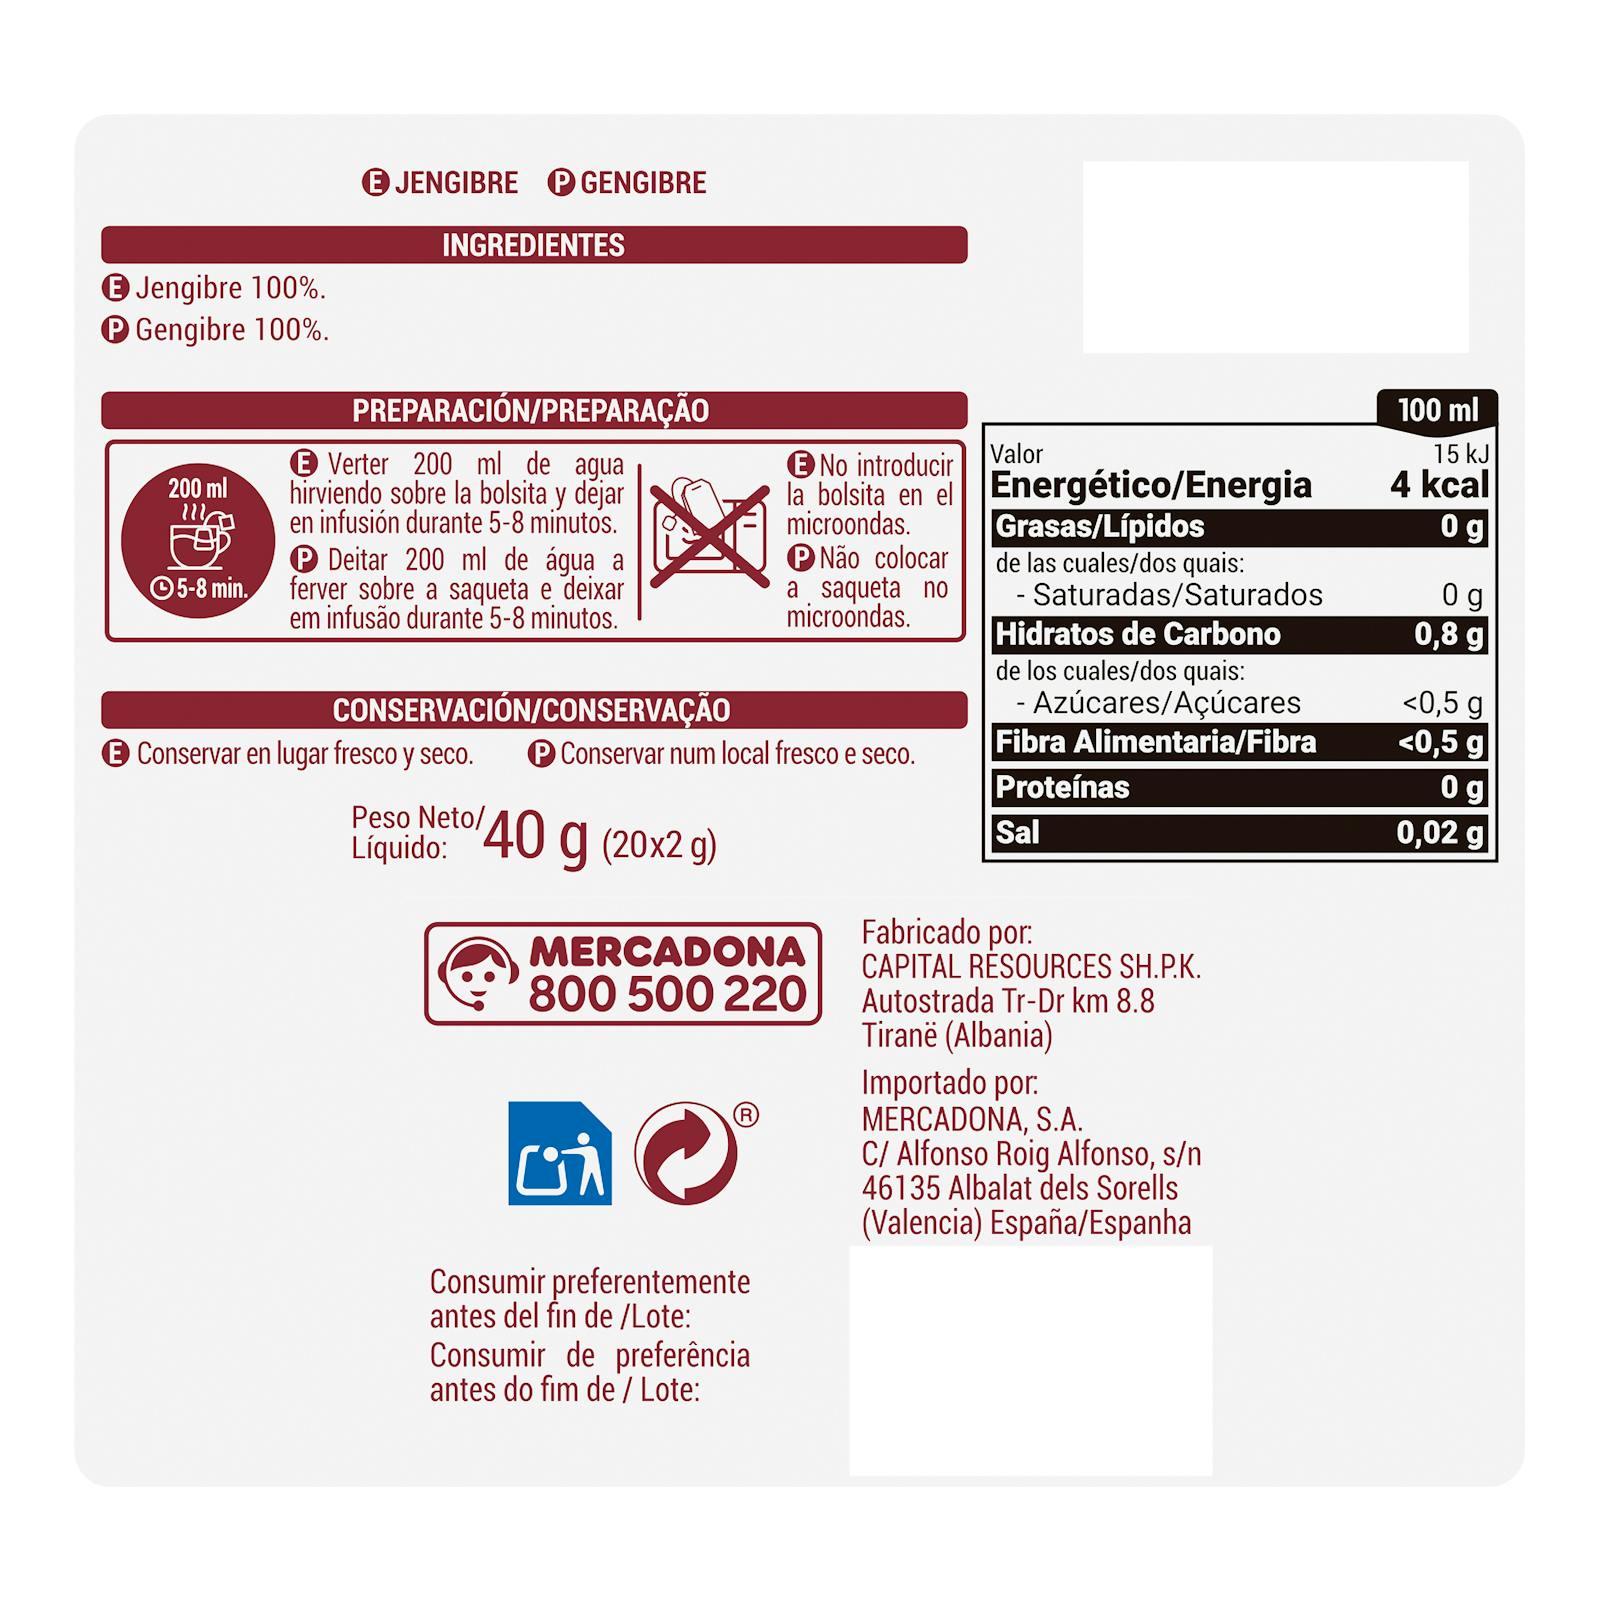 E JENGIBRE P GENGIBRE
INGREDIENTES
E Jengibre 100%.
P Gengibre 100%.
PREPARACIÓN/PREPARAÇÃO
200 ml
5-8 min.
E Verter 200 ml de agua
hirviendo sobre la bolsita y dejar
en infusión durante 5-8 minutos.
P Deitar 200 ml de água a
ferver sobre a saqueta e deixar
em infusão durante 5-8 minutos.
E No introducir
la bolsita en el
microondas.
P Não colocar
a saqueta no
microondas.
CONSERVACIÓN/CONSERVAÇÃO
E Conservar en lugar fresco y seco. P Conservar num local fresco e seco.
Peso Neto/
Líquido: 40 g (20x2 g)
100 ml
Valor 15 kJ
Energético/Energia 4 kcal
Grasas/Lípidos 0 g
de las cuales/dos quais:
- Saturadas/Saturados 0 g
Hidratos de Carbono 0,8 g
de los cuales/dos quais:
- Azúcares/Açúcares <0,5 g
Fibra Alimentaria/Fibra <0,5 g
Proteínas 0 g
Sal 0,02 g
MERCADONA
800 500 220
Fabricado por:
CAPITAL RESOURCES SH.P.K.
Autostrada Tr-Dr km 8.8
Tiranë (Albania)
Importado por:
MERCADONA, S.A.
C/ Alfonso Roig Alfonso, s/n
46135 Albalat dels Sorells
(Valencia) España/Espanha
®
Consumir preferentemente
antes del fin de /Lote:
Consumir de preferência
antes do fim de / Lote: